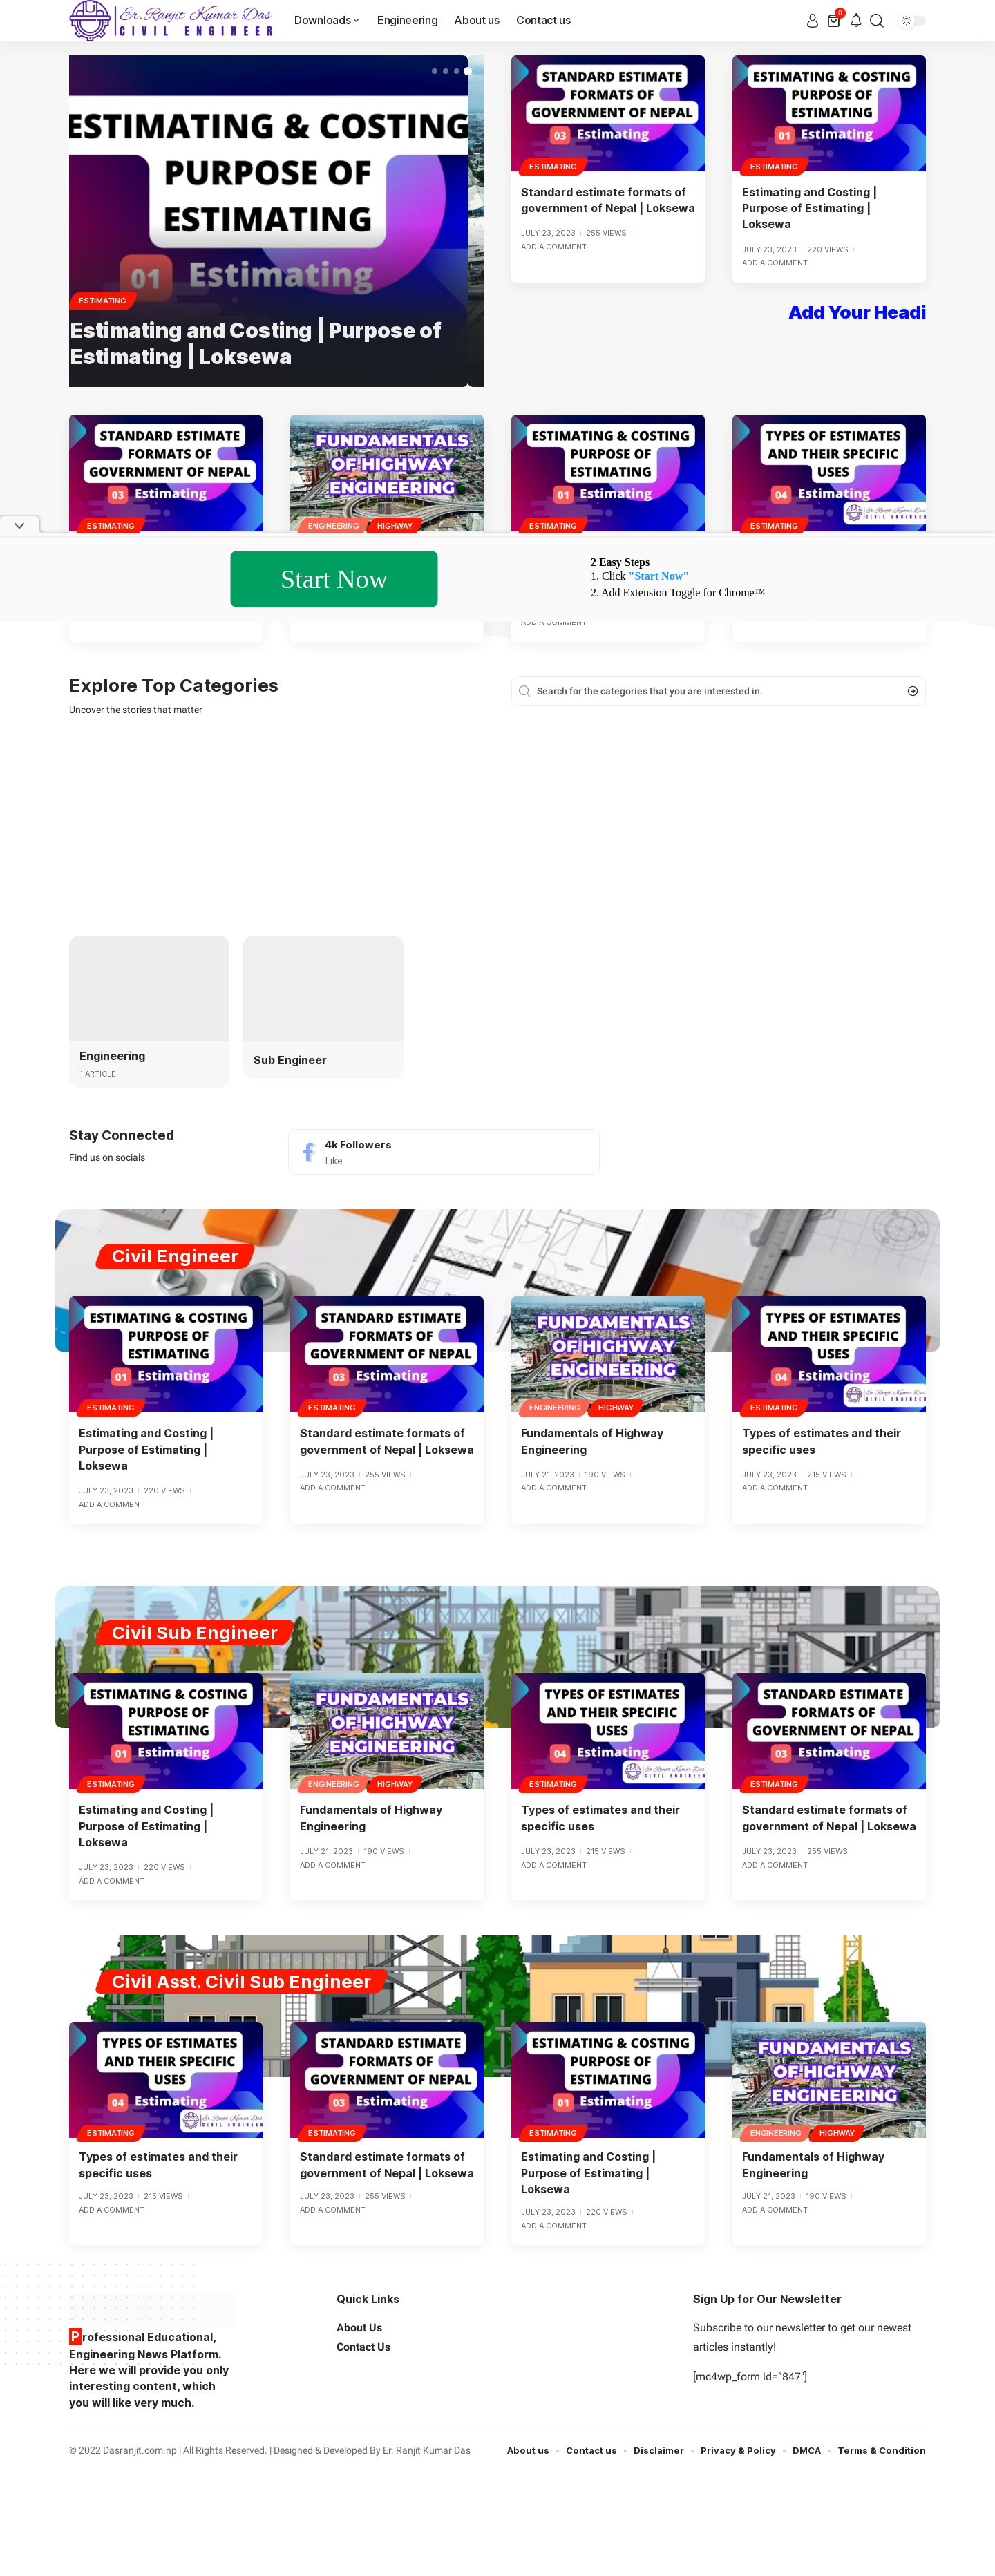 Er. Ranjit Kumar Das
CIVIL ENGINEER
Downloads
Engineering
About us
Contact us
0
ESTIMATING & COSTING
PURPOSE OF
ESTIMATING
01 Estimating
ESTIMATING
Estimating and Costing | Purpose of
Estimating | Loksewa
STANDARD ESTIMATE
FORMATS OF
GOVERNMENT OF NEPAL
03 Estimating
ESTIMATING
Standard estimate formats of
government of Nepal | Loksewa
JULY 23, 2023 255 VIEWS
ADD A COMMENT
ESTIMATING & COSTING
PURPOSE OF
ESTIMATING
01 Estimating
ESTIMATING
Estimating and Costing |
Purpose of Estimating |
Loksewa
JULY 23, 2023 220 VIEWS
ADD A COMMENT
Add Your Headi
STANDARD ESTIMATE
FORMATS OF
GOVERNMENT OF NEPAL
03 Estimating
ESTIMATING
FUNDAMENTALS
OF HIGHWAY
ENGINEERING
ENGINEERING HIGHWAY
ESTIMATING & COSTING
PURPOSE OF
ESTIMATING
01 Estimating
ESTIMATING
TYPES OF ESTIMATES
AND THEIR SPECIFIC
USES
04 Estimating
Er. Ranjit Kumar Das
CIVIL ENGINEER
ESTIMATING
Start Now
2 Easy Steps
1. Click "Start Now"
2. Add Extension Toggle for Chrome™
ADD A COMMENT
Explore Top Categories
Uncover the stories that matter
Search for the categories that you are interested in.
Engineering
1 ARTICLE
Sub Engineer
Stay Connected
Find us on socials
4k Followers
Like
Civil Engineer
ESTIMATING & COSTING
PURPOSE OF
ESTIMATING
01 Estimating
ESTIMATING
Estimating and Costing |
Purpose of Estimating |
Loksewa
JULY 23, 2023 220 VIEWS
ADD A COMMENT
STANDARD ESTIMATE
FORMATS OF
GOVERNMENT OF NEPAL
03 Estimating
ESTIMATING
Standard estimate formats of
government of Nepal | Loksewa
JULY 23, 2023 255 VIEWS
ADD A COMMENT
FUNDAMENTALS
OF HIGHWAY
ENGINEERING
ENGINEERING HIGHWAY
Fundamentals of Highway
Engineering
JULY 21, 2023 190 VIEWS
ADD A COMMENT
TYPES OF ESTIMATES
AND THEIR SPECIFIC
USES
04 Estimating
Er. Ranjit Kumar Das
CIVIL ENGINEER
ESTIMATING
Types of estimates and their
specific uses
JULY 23, 2023 215 VIEWS
ADD A COMMENT
Civil Sub Engineer
ESTIMATING & COSTING
PURPOSE OF
ESTIMATING
01 Estimating
ESTIMATING
Estimating and Costing |
Purpose of Estimating |
Loksewa
JULY 23, 2023 220 VIEWS
ADD A COMMENT
FUNDAMENTALS
OF HIGHWAY
ENGINEERING
ENGINEERING HIGHWAY
Fundamentals of Highway
Engineering
JULY 21, 2023 190 VIEWS
ADD A COMMENT
TYPES OF ESTIMATES
AND THEIR SPECIFIC
USES
04 Estimating
Er. Ranjit Kumar Das
CIVIL ENGINEER
ESTIMATING
Types of estimates and their
specific uses
JULY 23, 2023 215 VIEWS
ADD A COMMENT
STANDARD ESTIMATE
FORMATS OF
GOVERNMENT OF NEPAL
03 Estimating
ESTIMATING
Standard estimate formats of
government of Nepal | Loksewa
JULY 23, 2023 255 VIEWS
ADD A COMMENT
Civil Asst. Civil Sub Engineer
TYPES OF ESTIMATES
AND THEIR SPECIFIC
USES
04 Estimating
Er. Ranjit Kumar Das
CIVIL ENGINEER
ESTIMATING
Types of estimates and their
specific uses
JULY 23, 2023 215 VIEWS
ADD A COMMENT
STANDARD ESTIMATE
FORMATS OF
GOVERNMENT OF NEPAL
03 Estimating
ESTIMATING
Standard estimate formats of
government of Nepal | Loksewa
JULY 23, 2023 255 VIEWS
ADD A COMMENT
ESTIMATING & COSTING
PURPOSE OF
ESTIMATING
01 Estimating
ESTIMATING
Estimating and Costing |
Purpose of Estimating |
Loksewa
JULY 23, 2023 220 VIEWS
ADD A COMMENT
FUNDAMENTALS
OF HIGHWAY
ENGINEERING
ENGINEERING HIGHWAY
Fundamentals of Highway
Engineering
JULY 21, 2023 190 VIEWS
ADD A COMMENT
Professional Educational,
Engineering News Platform.
Here we will provide you only
interesting content, which
you will like very much.
Quick Links
About Us
Contact Us
Sign Up for Our Newsletter
Subscribe to our newsletter to get our newest
articles instantly!
[mc4wp_form id="847"]
© 2022 Dasranjit.com.np | All Rights Reserved. | Designed & Developed By Er. Ranjit Kumar Das
About us
Contact us
Disclaimer
Privacy & Policy
DMCA
Terms & Condition